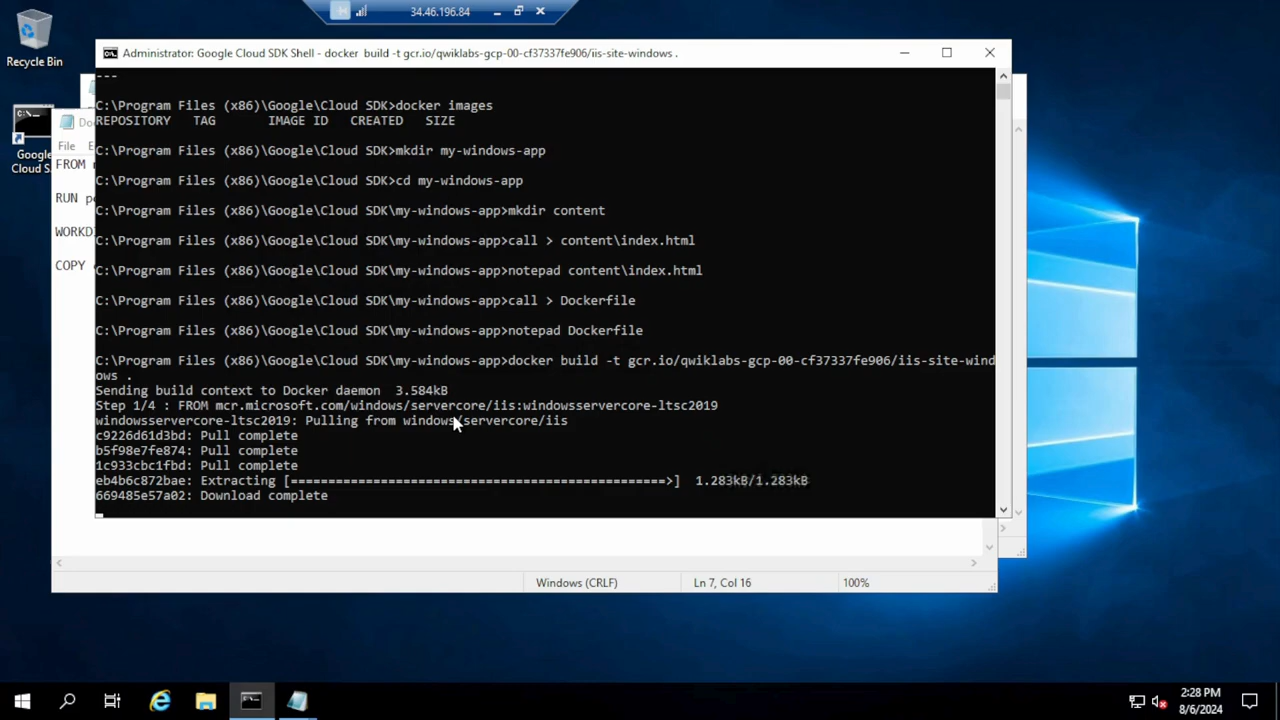 34.46.196.84
Recycle Bin
Administrator: Google Cloud SDK Shell - docker build -t gcr.io/qwiklabs-gcp-00-cf37337fe906/iis-site-windows .
---
C:\Program Files (x86)\Google\Cloud SDK>docker images
REPOSITORY TAG IMAGE ID CREATED SIZE
C:\Program Files (x86)\Google\Cloud SDK>mkdir my-windows-app
C:\Program Files (x86)\Google\Cloud SDK>cd my-windows-app
C:\Program Files (x86)\Google\Cloud SDK\my-windows-app>mkdir content
C:\Program Files (x86)\Google\Cloud SDK\my-windows-app>call > content\index.html
C:\Program Files (x86)\Google\Cloud SDK\my-windows-app>notepad content\index.html
C:\Program Files (x86)\Google\Cloud SDK\my-windows-app>call > Dockerfile
C:\Program Files (x86)\Google\Cloud SDK\my-windows-app>notepad Dockerfile
C:\Program Files (x86)\Google\Cloud SDK\my-windows-app>docker build -t gcr.io/qwiklabs-gcp-00-cf37337fe906/iis-site-wind
ows .
Sending build context to Docker daemon 3.584kB
Step 1/4 : FROM mcr.microsoft.com/windows/servercore/iis:windowsservercore-ltsc2019
windowsservercore-ltsc2019: Pulling from windows/servercore/iis
c9226d61d3bd: Pull complete
b5f98e7fe874: Pull complete
1c933cbc1fbd: Pull complete
eb4b6c872bae: Extracting [==================================================>] 1.283kB/1.283kB
669485e57a02: Download complete
Google
Cloud S
Do
File E
FROM
RUN
WORKD
COPY
Windows (CRLF)
Ln 7, Col 16
100%
2:28 PM
8/6/2024